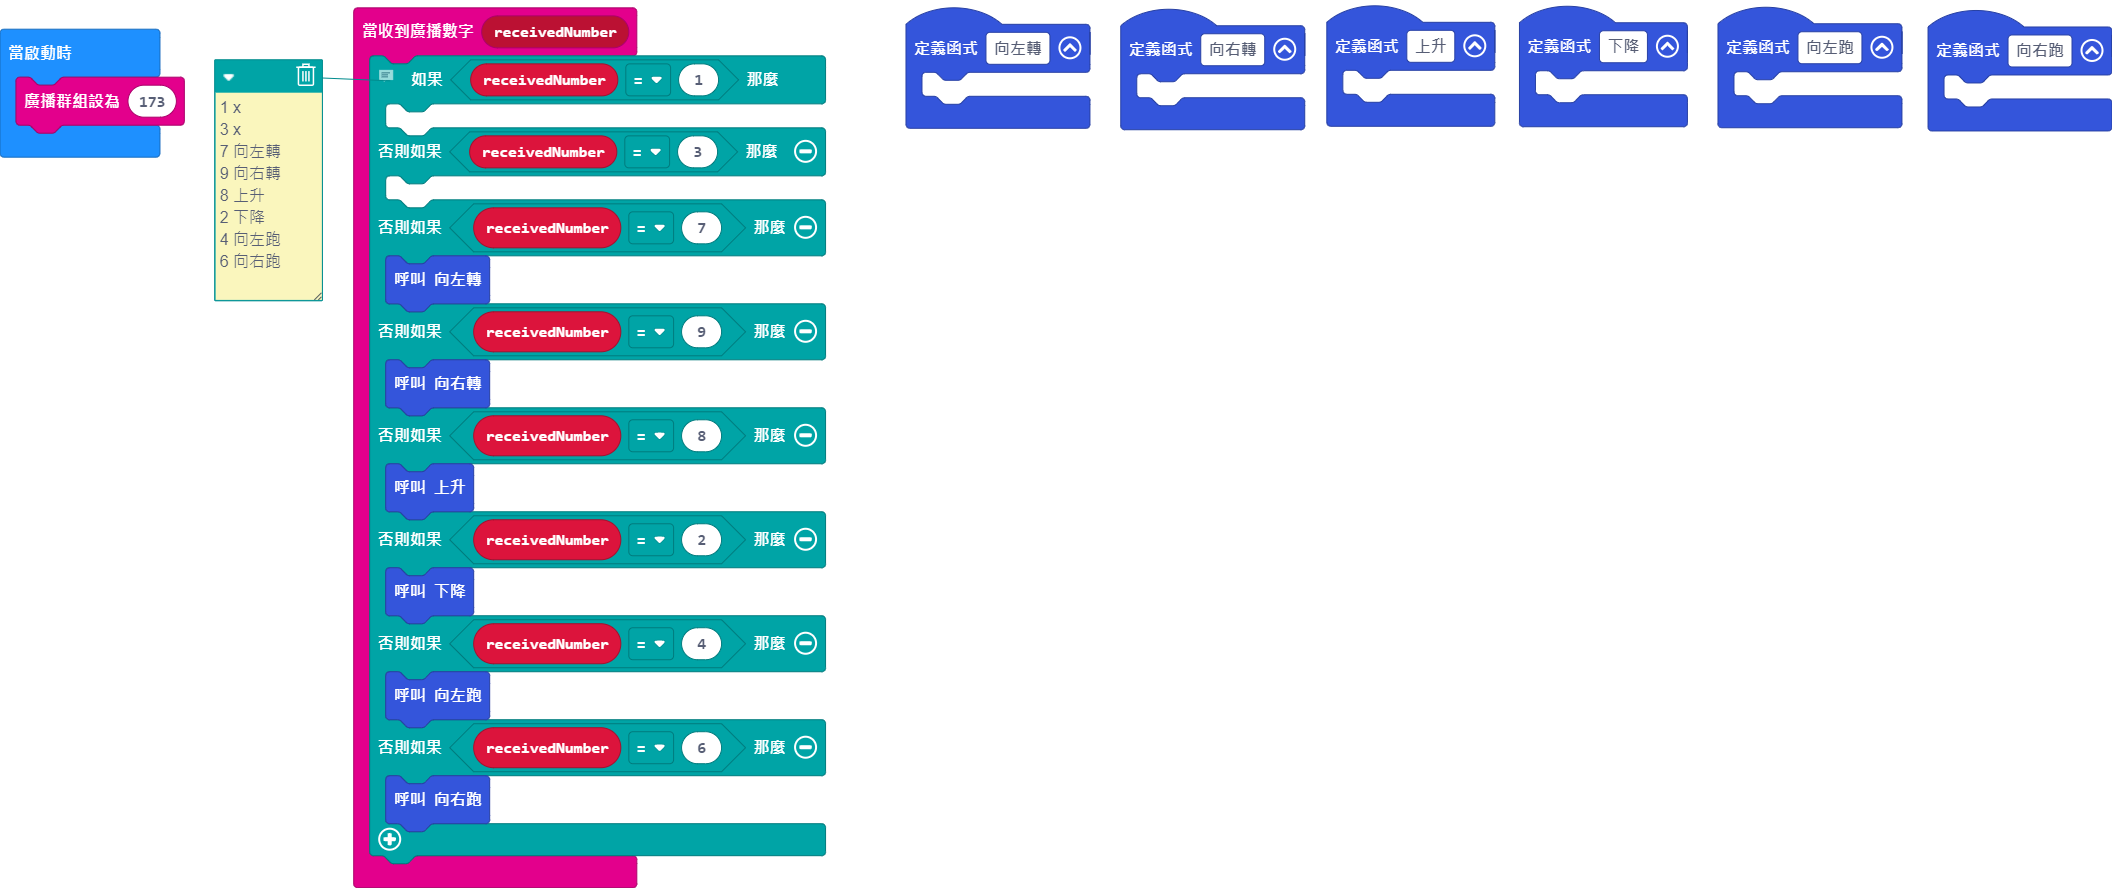 當啟動時
廣播群組設為 173
1 x
3 x
7 向左轉
9 向右轉
8 上升
2 下降
4 向左跑
6 向右跑
當收到廣播數字 receivedNumber
如果 receivedNumber = 1 那麼
否則如果 receivedNumber = 3 那麼
否則如果 receivedNumber = 7 那麼
呼叫 向左轉
否則如果 receivedNumber = 9 那麼
呼叫 向右轉
否則如果 receivedNumber = 8 那麼
呼叫 上升
否則如果 receivedNumber = 2 那麼
呼叫 下降
否則如果 receivedNumber = 4 那麼
呼叫 向左跑
否則如果 receivedNumber = 6 那麼
呼叫 向右跑
定義函式 向左轉
定義函式 向右轉
定義函式 上升
定義函式 下降
定義函式 向左跑
定義函式 向右跑